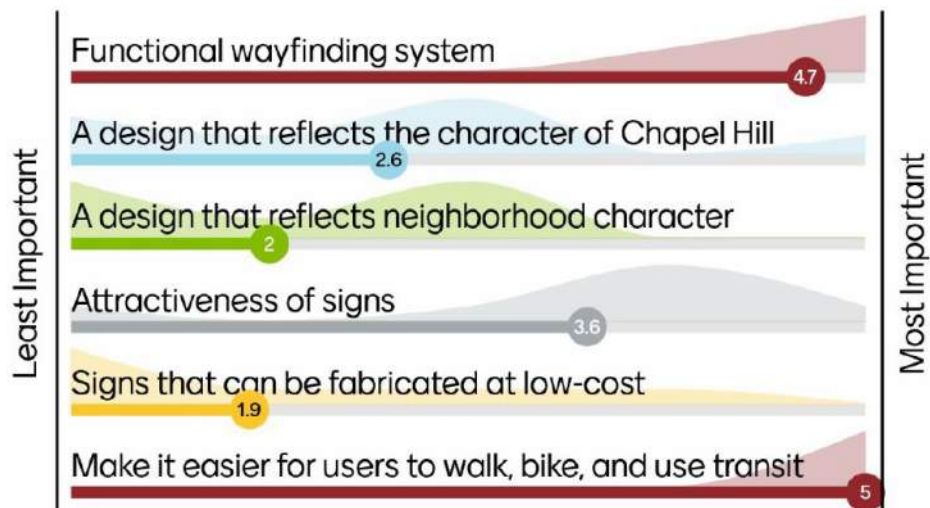 Functional wayfinding system
4.7
A design that reflects the character of Chapel Hill
2.6
A design that reflects neighborhood character
2
Attractiveness of signs
3.6
Signs that can be fabricated at low-cost
1.9
Make it easier for users to walk, bike, and use transit
5
Least Important
Most Important